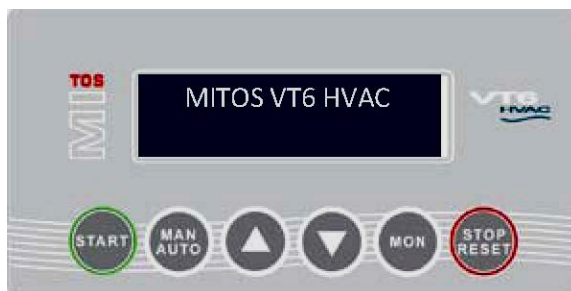 TOS
MI
MITOS VT6 HVAC
VT6
HVAC
START
MAN
AUTO
MON
STOP
RESET